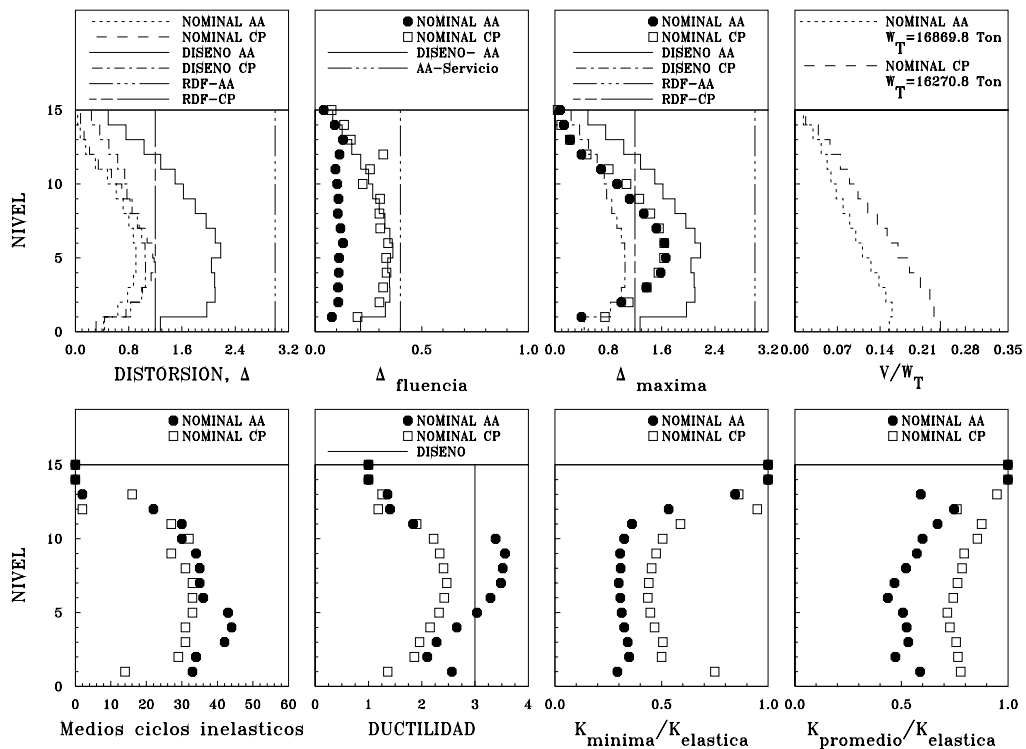 NOMINAL AA
NOMINAL CP
DISENO AA
DISENO CP
RDF-AA
RDF-CP
NIVEL
15
10
5
0
0.0 0.8 1.6 2.4 3.2
DISTORSION, Δ
NOMINAL AA
NOMINAL CP
DISENO- AA
AA-Servicio
0.0 0.5 1.0
Δ fluencia
NOMINAL AA
NOMINAL CP
DISENO AA
DISENO CP
RDF-AA
RDF-CP
0.0 0.8 1.6 2.4 3.2
Δ maxima
NOMINAL AA
W_T=16869.8 Ton
NOMINAL CP
W_T=16270.8 Ton
0.00 0.07 0.14 0.21 0.28 0.35
V/W_T
NOMINAL AA
NOMINAL CP
NIVEL
15
10
5
0
0 10 20 30 40 50 60
Medios ciclos inelasticos
NOMINAL AA
NOMINAL CP
DISENO
0 1 2 3 4
DUCTILIDAD
NOMINAL AA
NOMINAL CP
0.0 0.5 1.0
K_minima/K_elastica
NOMINAL AA
NOMINAL CP
0.0 0.5 1.0
K_promedio/K_elastica